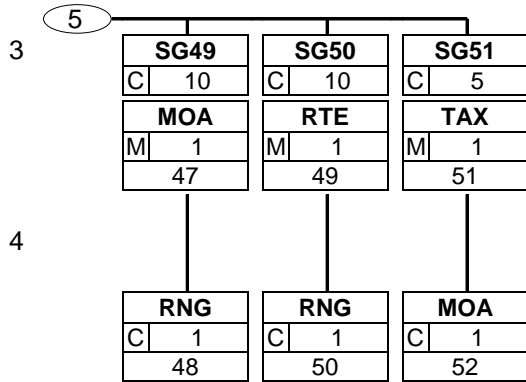 5
3
SG49 SG50 SG51
C 10 C 10 C 5
MOA RTE TAX
M 1 M 1 M 1
47 49 51
4
RNG RNG MOA
C 1 C 1 C 1
48 50 52